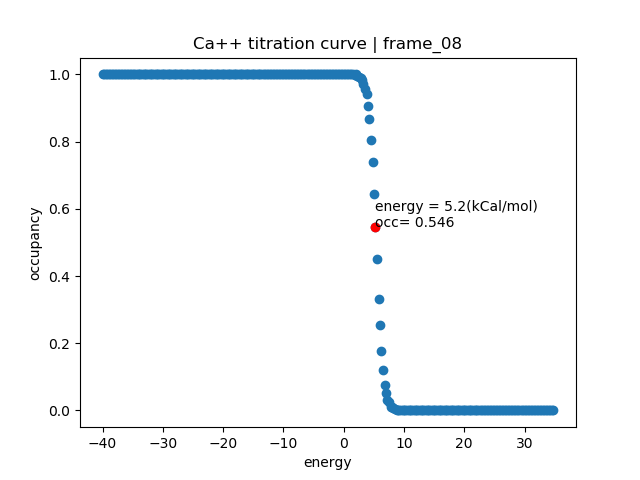 Ca++ titration curve | frame_08
1.0
0.8
0.6
0.4
0.2
0.0
occupancy
energy = 5.2(kCal/mol)
occ= 0.546
−40
−30
−20
−10
0
10
20
30
energy